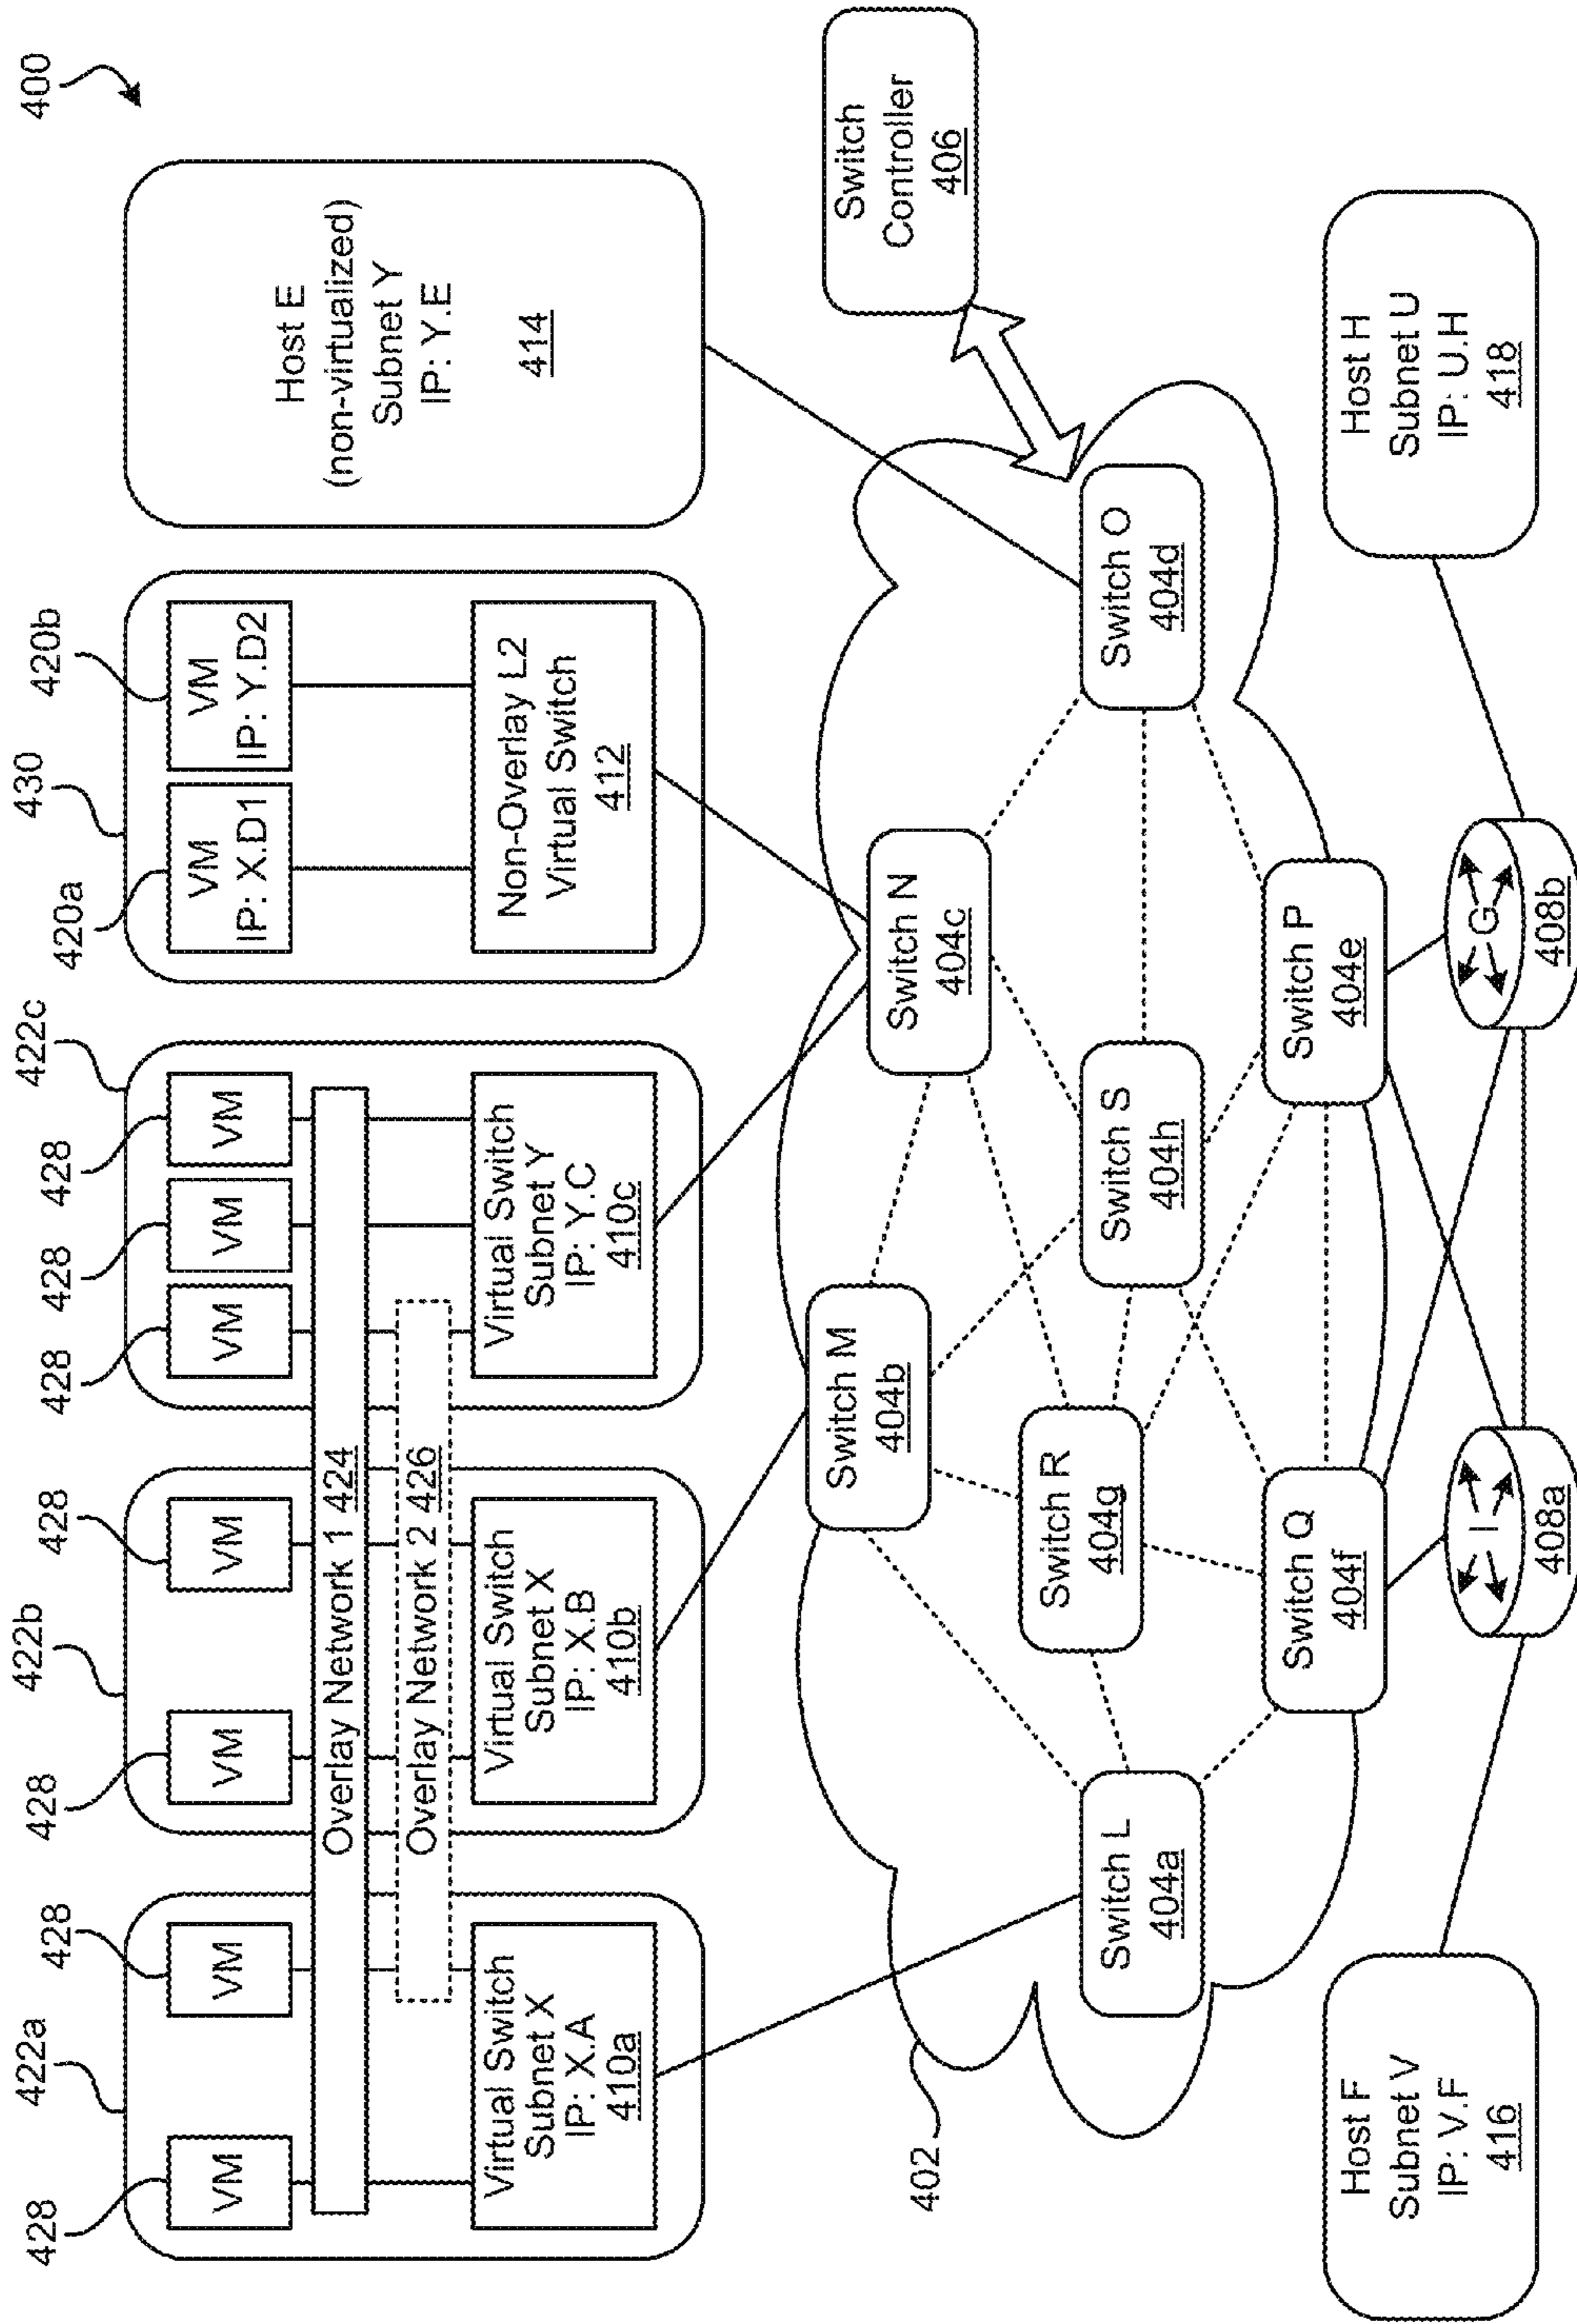 400
422a
422b
422c
430
428
428
428
428
428
428
428
420a
420b
VM
VM
VM
VM
VM
VM
VM
VM
IP: X.D1
VM
IP: Y.D2
Overlay Network 1 424
Overlay Network 2 426
Virtual Switch
Subnet X
IP: X.A
410a
Virtual Switch
Subnet X
IP: X.B
410b
Virtual Switch
Subnet Y
IP: Y.C
410c
Non-Overlay L2
Virtual Switch
412
Host E
(non-virtualized)
Subnet Y
IP: Y.E
414
Switch
Controller
406
402
Switch M
404b
Switch N
404c
Switch L
404a
Switch R
404g
Switch S
404h
Switch O
404d
Switch Q
404f
Switch P
404e
Host F
Subnet V
IP: V.F
416
I
408a
G
408b
Host H
Subnet U
IP: U.H
418